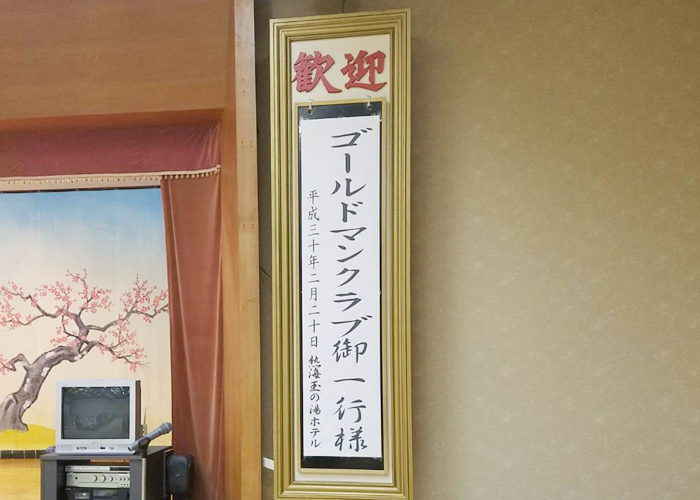 歓迎
ゴールドマンクラブ御一行様
平成三十年二月二十日 熱海玉の湯ホテル